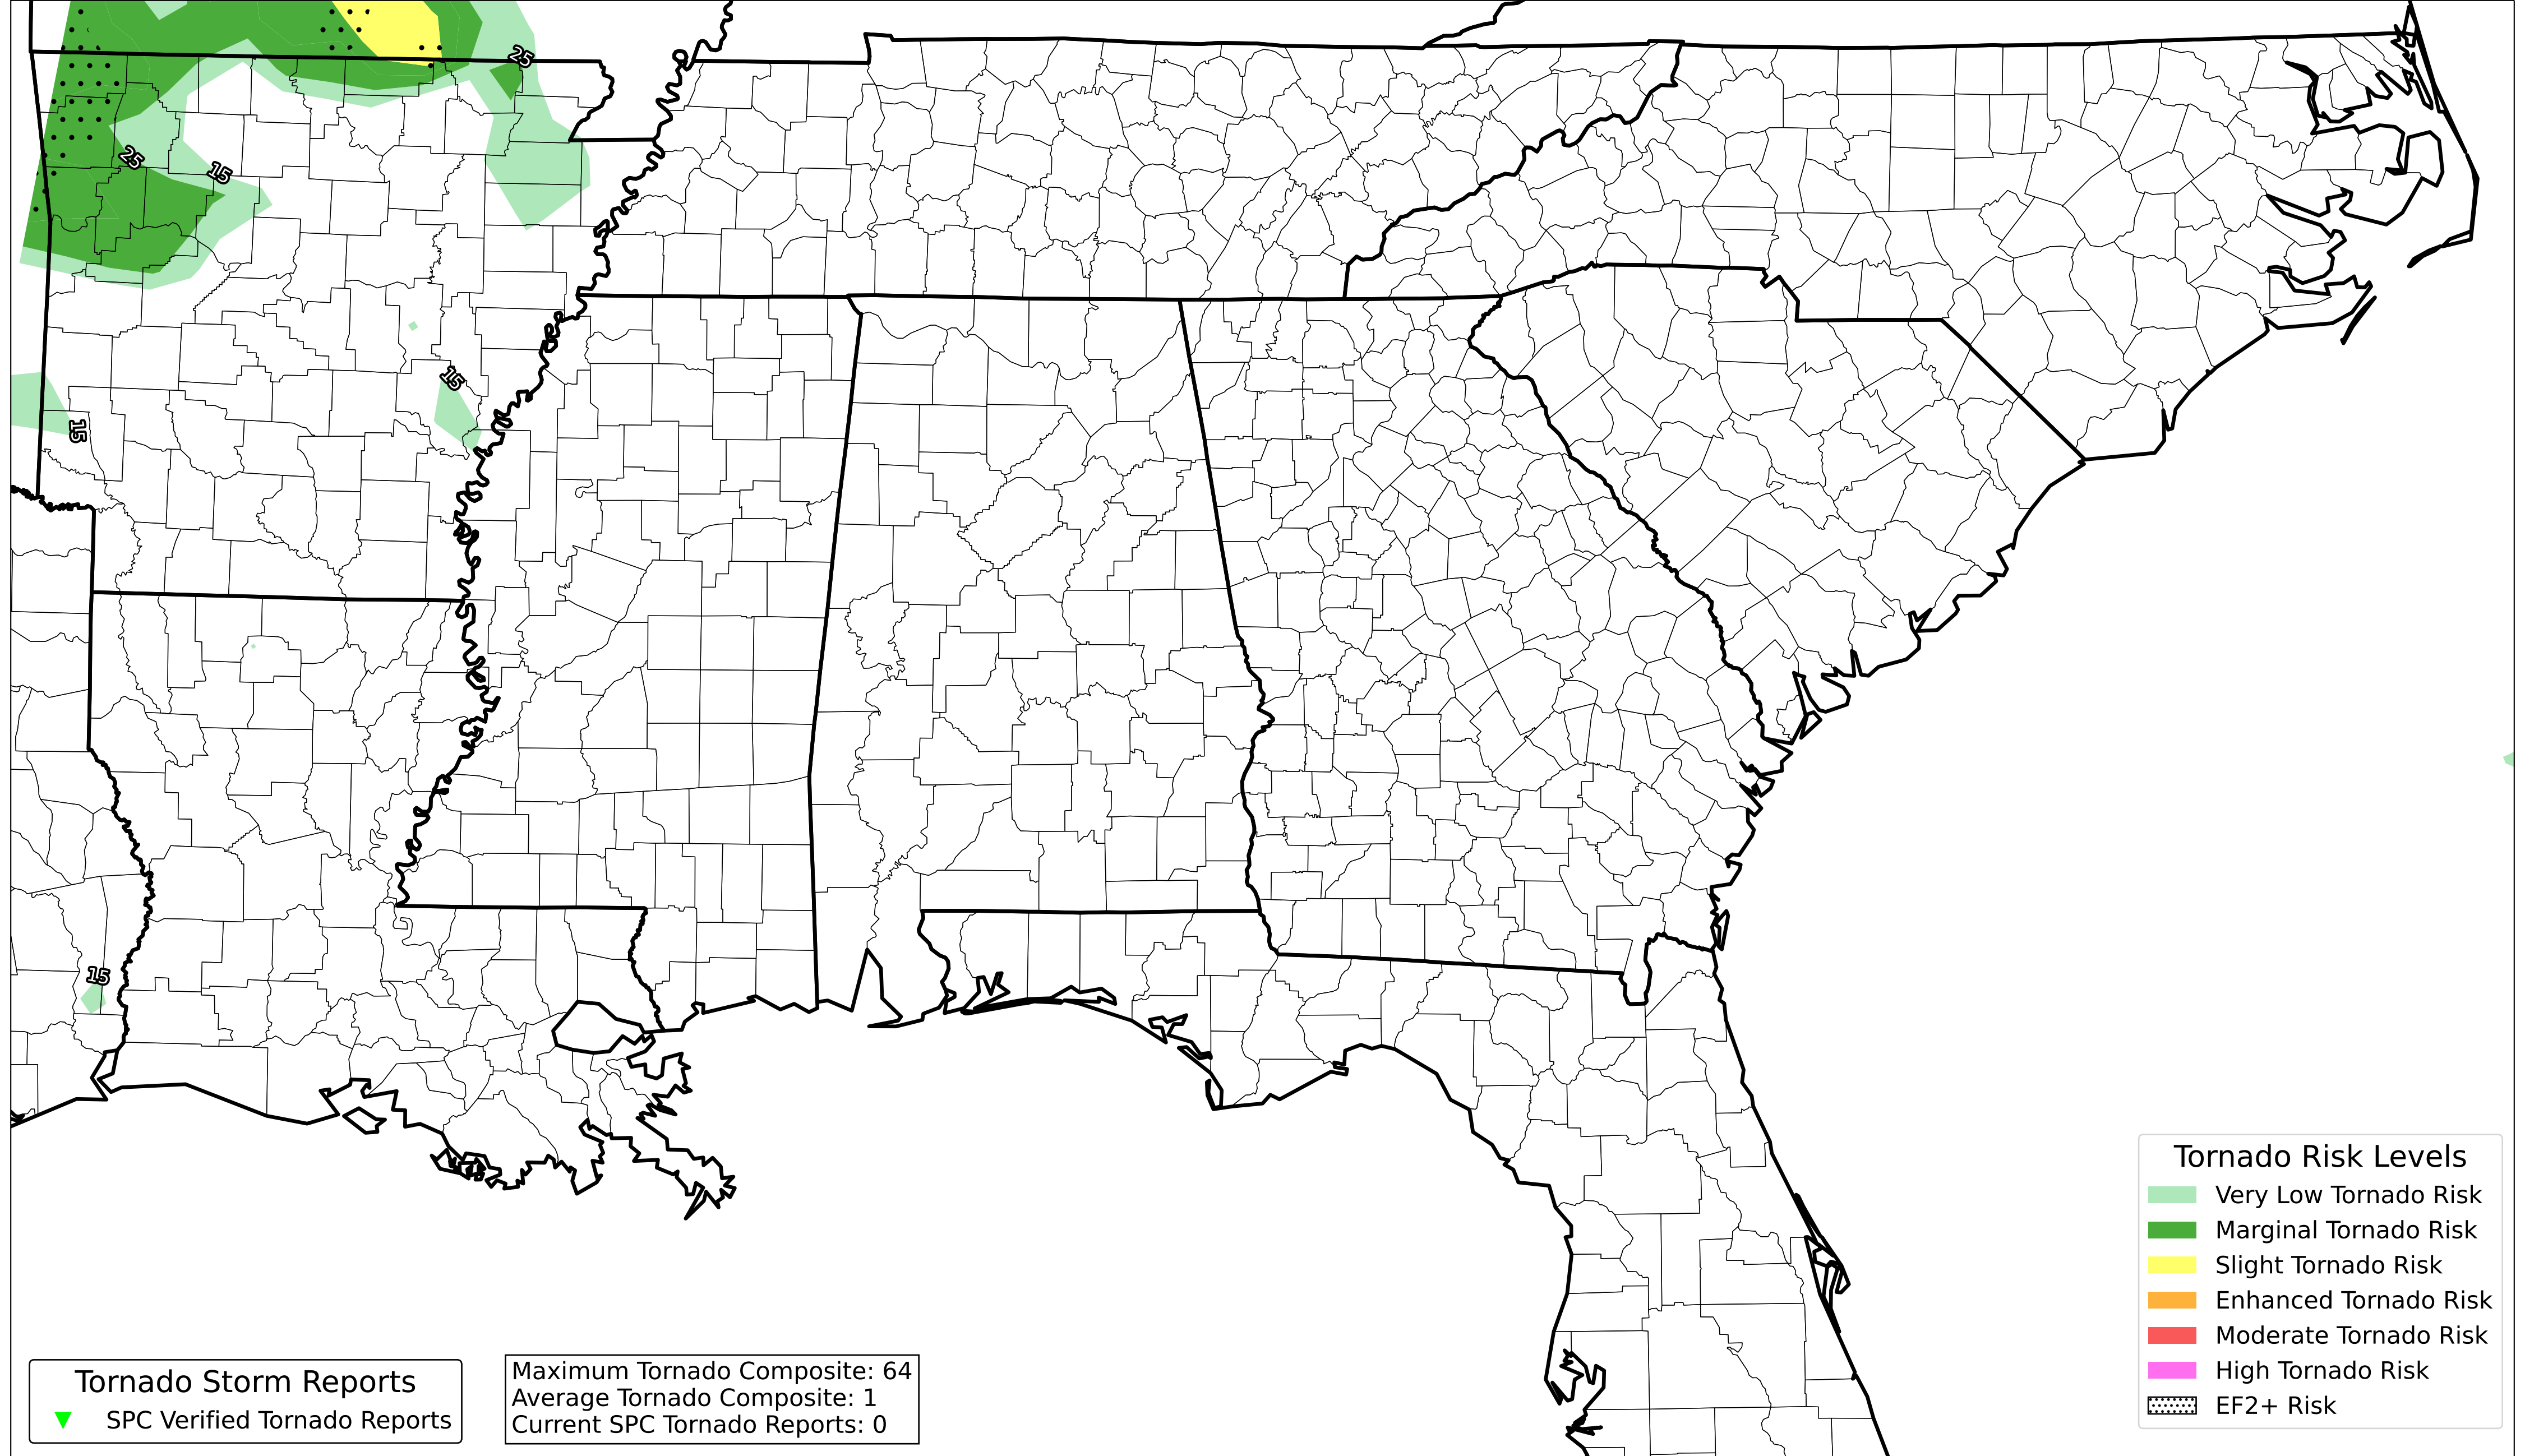 25
25
15
15
15
15
Tornado Risk Levels
Very Low Tornado Risk
Marginal Tornado Risk
Slight Tornado Risk
Enhanced Tornado Risk
Moderate Tornado Risk
High Tornado Risk
EF2+ Risk
Tornado Storm Reports
SPC Verified Tornado Reports
Maximum Tornado Composite: 64
Average Tornado Composite: 1
Current SPC Tornado Reports: 0